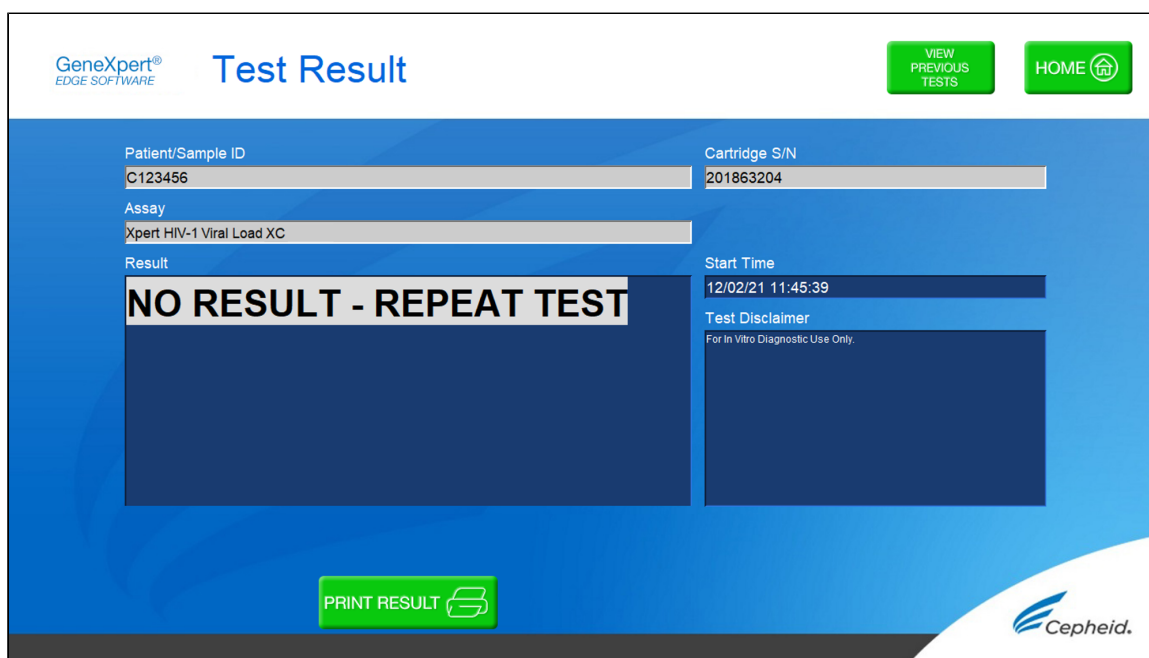 GeneXpert®
EDGE SOFTWARE
Test Result
VIEW
PREVIOUS
TESTS
HOME
Patient/Sample ID
Cartridge S/N
C123456
201863204
Assay
Xpert HIV-1 Viral Load XC
Result
Start Time
NO RESULT - REPEAT TEST
12/02/21 11:45:39
Test Disclaimer
For In Vitro Diagnostic Use Only.
PRINT RESULT
Cepheid.